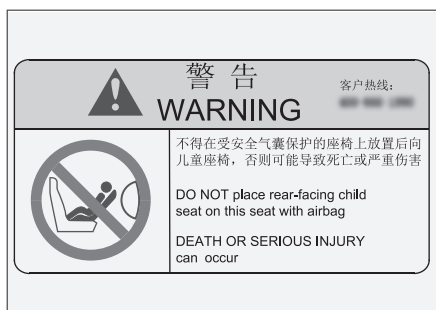 警 告
WARNING
客户热线：
不得在受安全气囊保护的座椅上放置后向
儿童座椅，否则可能导致死亡或严重伤害
DO NOT place rear-facing child
seat on this seat with airbag
DEATH OR SERIOUS INJURY
can occur